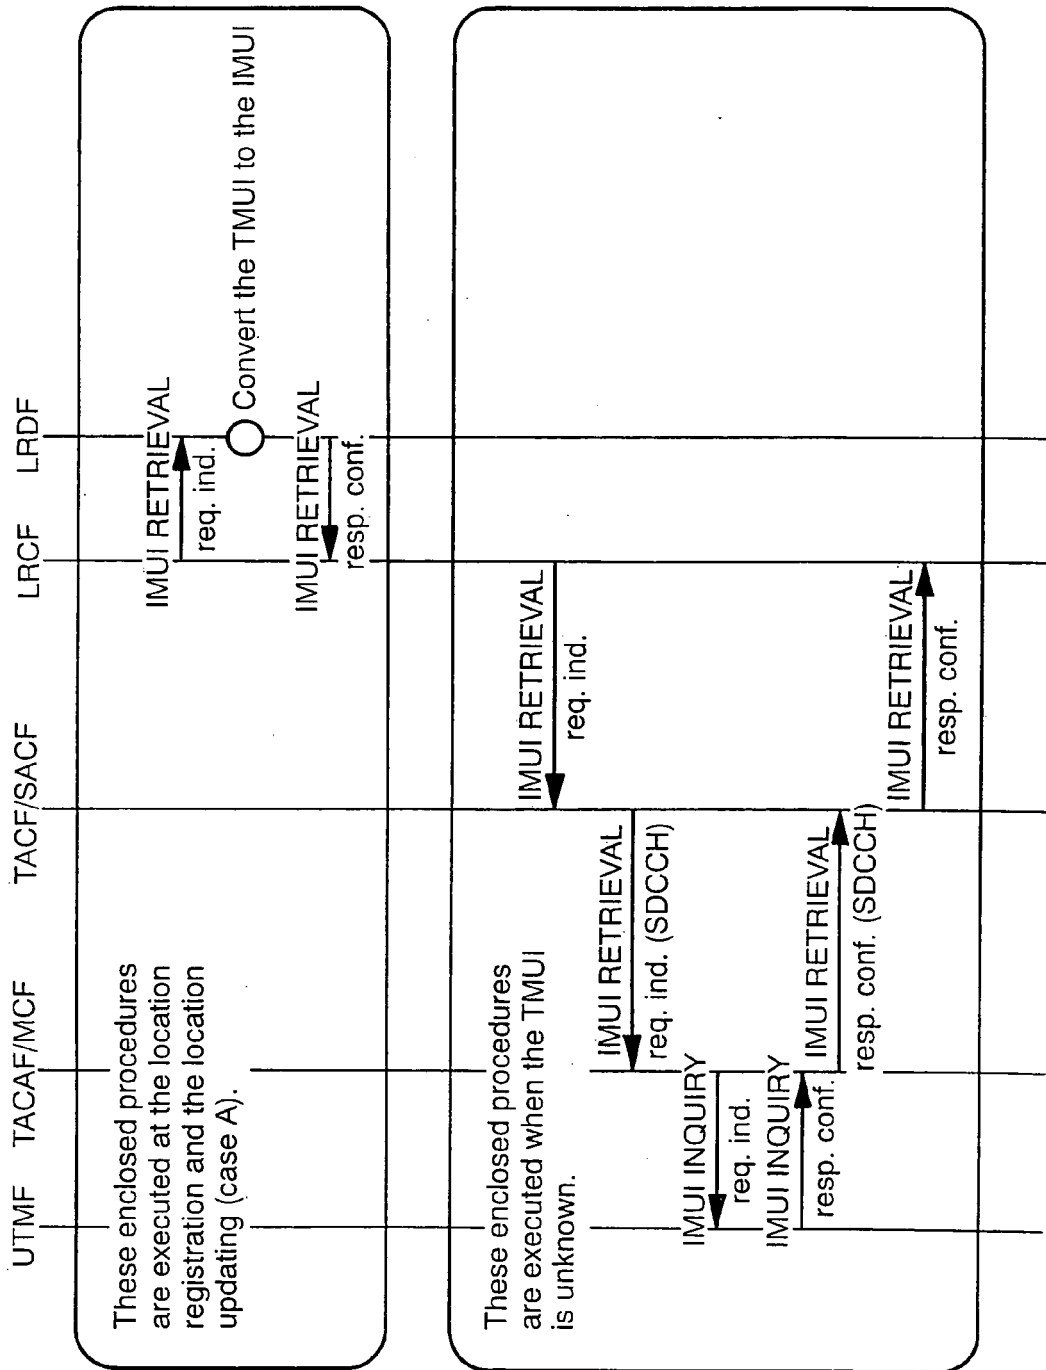 UTMF TACAF/MCF TACF/SACF LRCF LRDF
These enclosed procedures
are executed at the location
registration and the location
updating (case A).
IMUI RETRIEVAL
req. ind.
Convert the TMUI to the IMUI
IMUI RETRIEVAL
resp. conf.
These enclosed procedures
are executed when the TMUI
is unknown.
IMUI RETRIEVAL
req. ind.
IMUI RETRIEVAL
req. ind. (SDCCH)
IMUI INQUIRY
req. ind.
IMUI INQUIRY
resp. conf.
IMUI RETRIEVAL
resp. conf. (SDCCH)
IMUI RETRIEVAL
resp. conf.